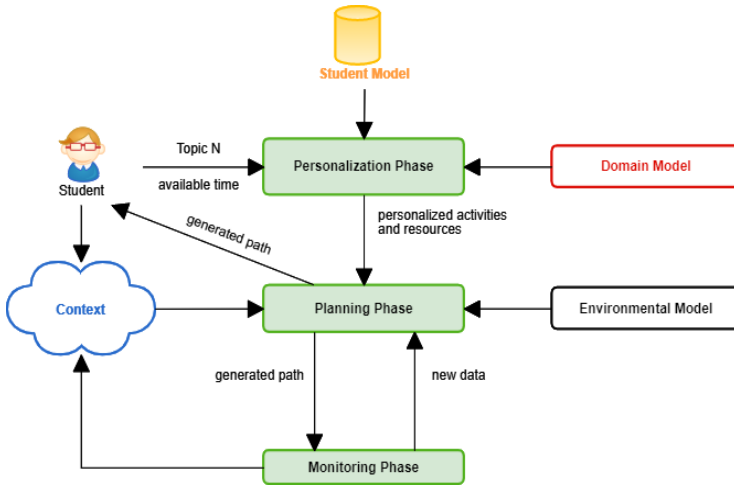 Student Model
Topic N
Personalization Phase
Domain Model
available time
Student
personalized activities
and resources
generated path
Context
Planning Phase
Environmental Model
generated path
new data
Monitoring Phase